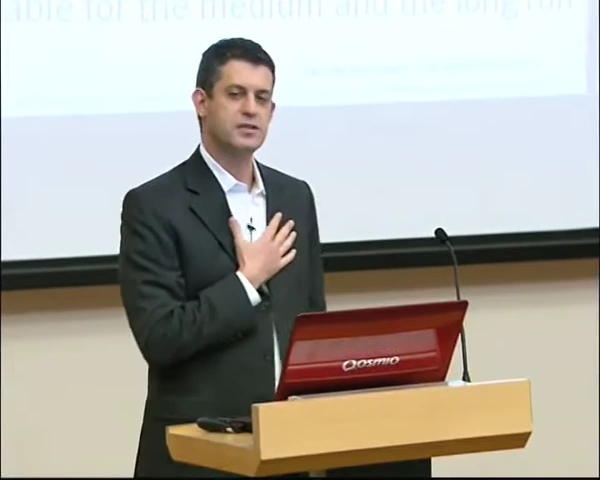 able for the medium and the long run
Qosmio